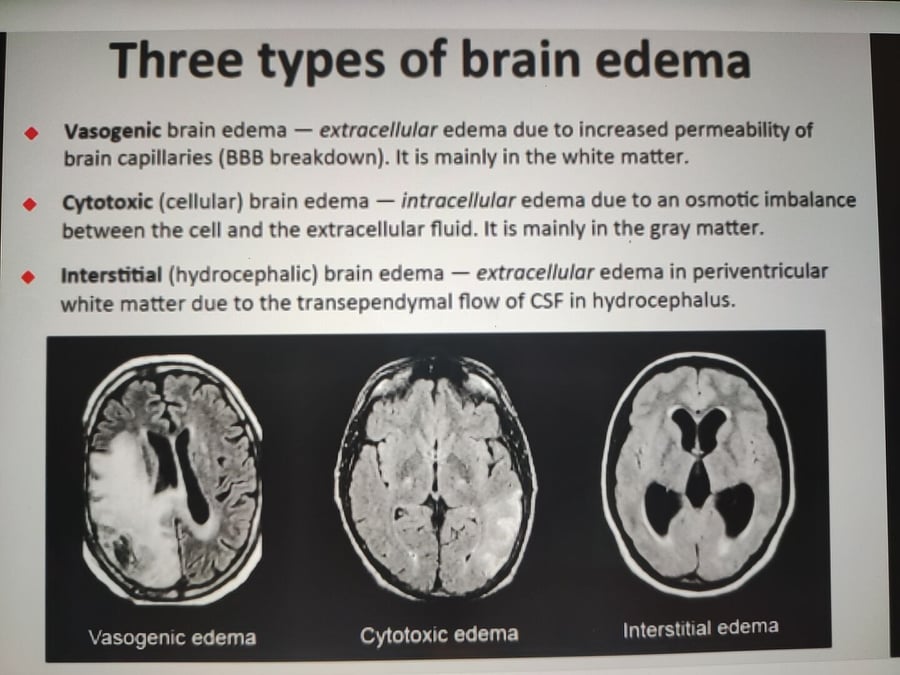 Three types of brain edema
Vasogenic brain edema — extracellular edema due to increased permeability of
brain capillaries (BBB breakdown). It is mainly in the white matter.
Cytotoxic (cellular) brain edema — intracellular edema due to an osmotic imbalance
between the cell and the extracellular fluid. It is mainly in the gray matter.
Interstitial (hydrocephalic) brain edema — extracellular edema in periventricular
white matter due to the transependymal flow of CSF in hydrocephalus.
Vasogenic edema
Cytotoxic edema
Interstitial edema